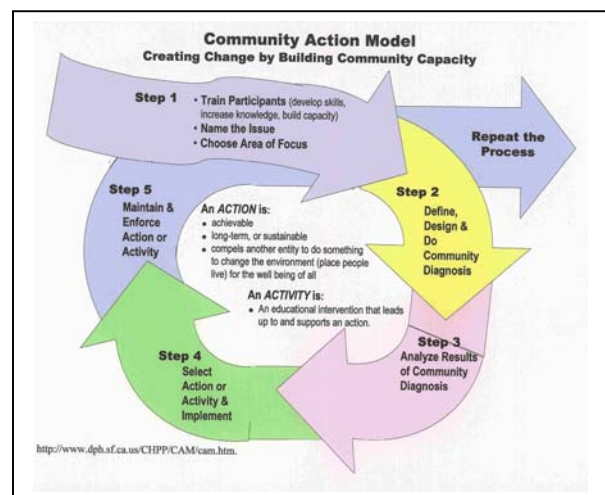 Community Action Model
Creating Change by Building Community Capacity
Step 1
• Train Participants (develop skills,
increase knowledge, build capacity)
• Name the Issue
• Choose Area of Focus
Repeat the
Process
Step 2
Define,
Design &
Do
Community
Diagnosis
Step 3
Analyze Results
of Community
Diagnosis
Step 4
Select
Action or
Activity &
Implement
Step 5
Maintain &
Enforce
Action or
Activity
An ACTION is:
• achievable
• long-term, or sustainable
• compels another entity to do something
to change the environment (place people
live) for the well being of all
An ACTIVITY is:
• An educational intervention that leads
up to and supports an action.
http://www.dph.sf.ca.us/CHPP/CAM/cam.htm.